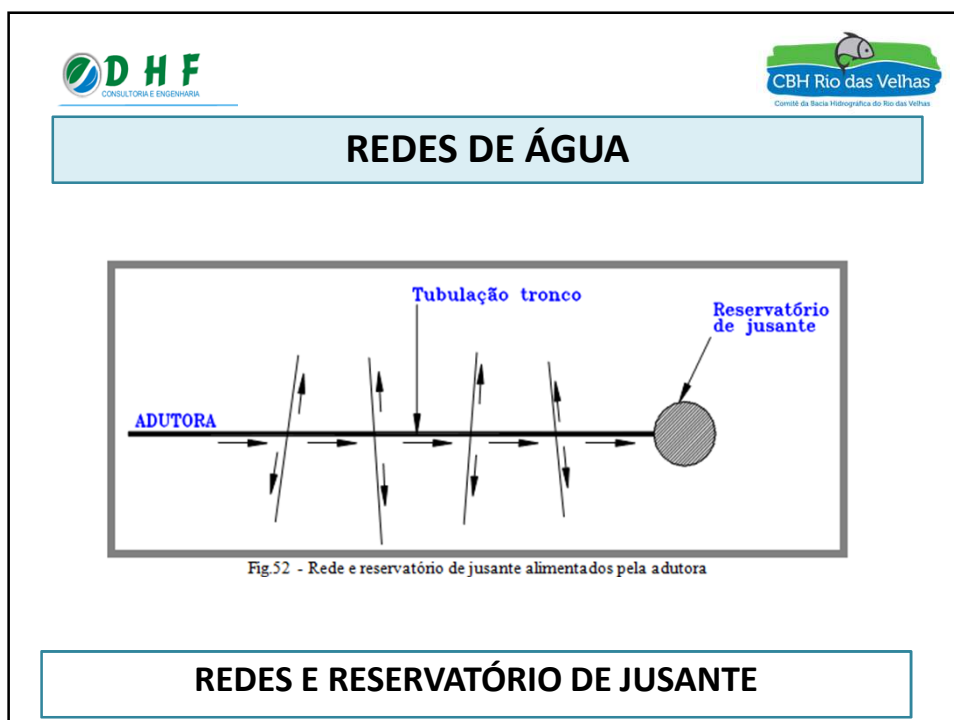 D H F
CONSULTORIA E ENGENHARIA
CBH Rio das Velhas
Comitê da Bacia Hidrográfica do Rio das Velhas
REDES DE ÁGUA
Tubulação tronco
Reservatório
de jusante
ADUTORA
Fig.52 - Rede e reservatório de jusante alimentados pela adutora
REDES E RESERVATÓRIO DE JUSANTE